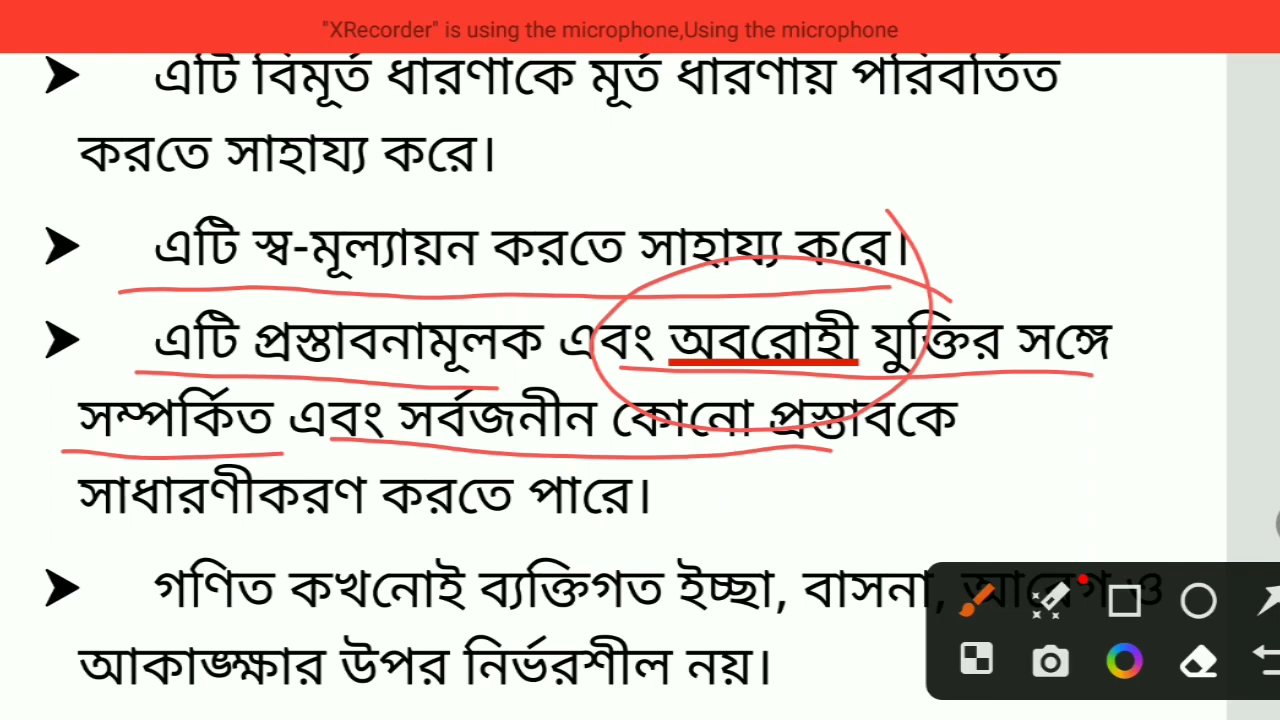 "XRecorder" is using the microphone,Using the microphone
➤ এটি বিমূর্ত ধারণাকে মূর্ত ধারণায় পরিবর্তিত
করতে সাহায্য করে।
➤ এটি স্ব-মূল্যায়ন করতে সাহায্য করে।
➤ এটি প্রস্তাবনামূলক এবং অবরোহী যুক্তির সঙ্গে
সম্পর্কিত এবং সর্বজনীন কোনো প্রস্তাবকে
সাধারণীকরণ করতে পারে।
➤ গণিত কখনোই ব্যক্তিগত ইচ্ছা, বাসনা, আবেগ ও
আকাঙ্ক্ষার উপর নির্ভরশীল নয়।